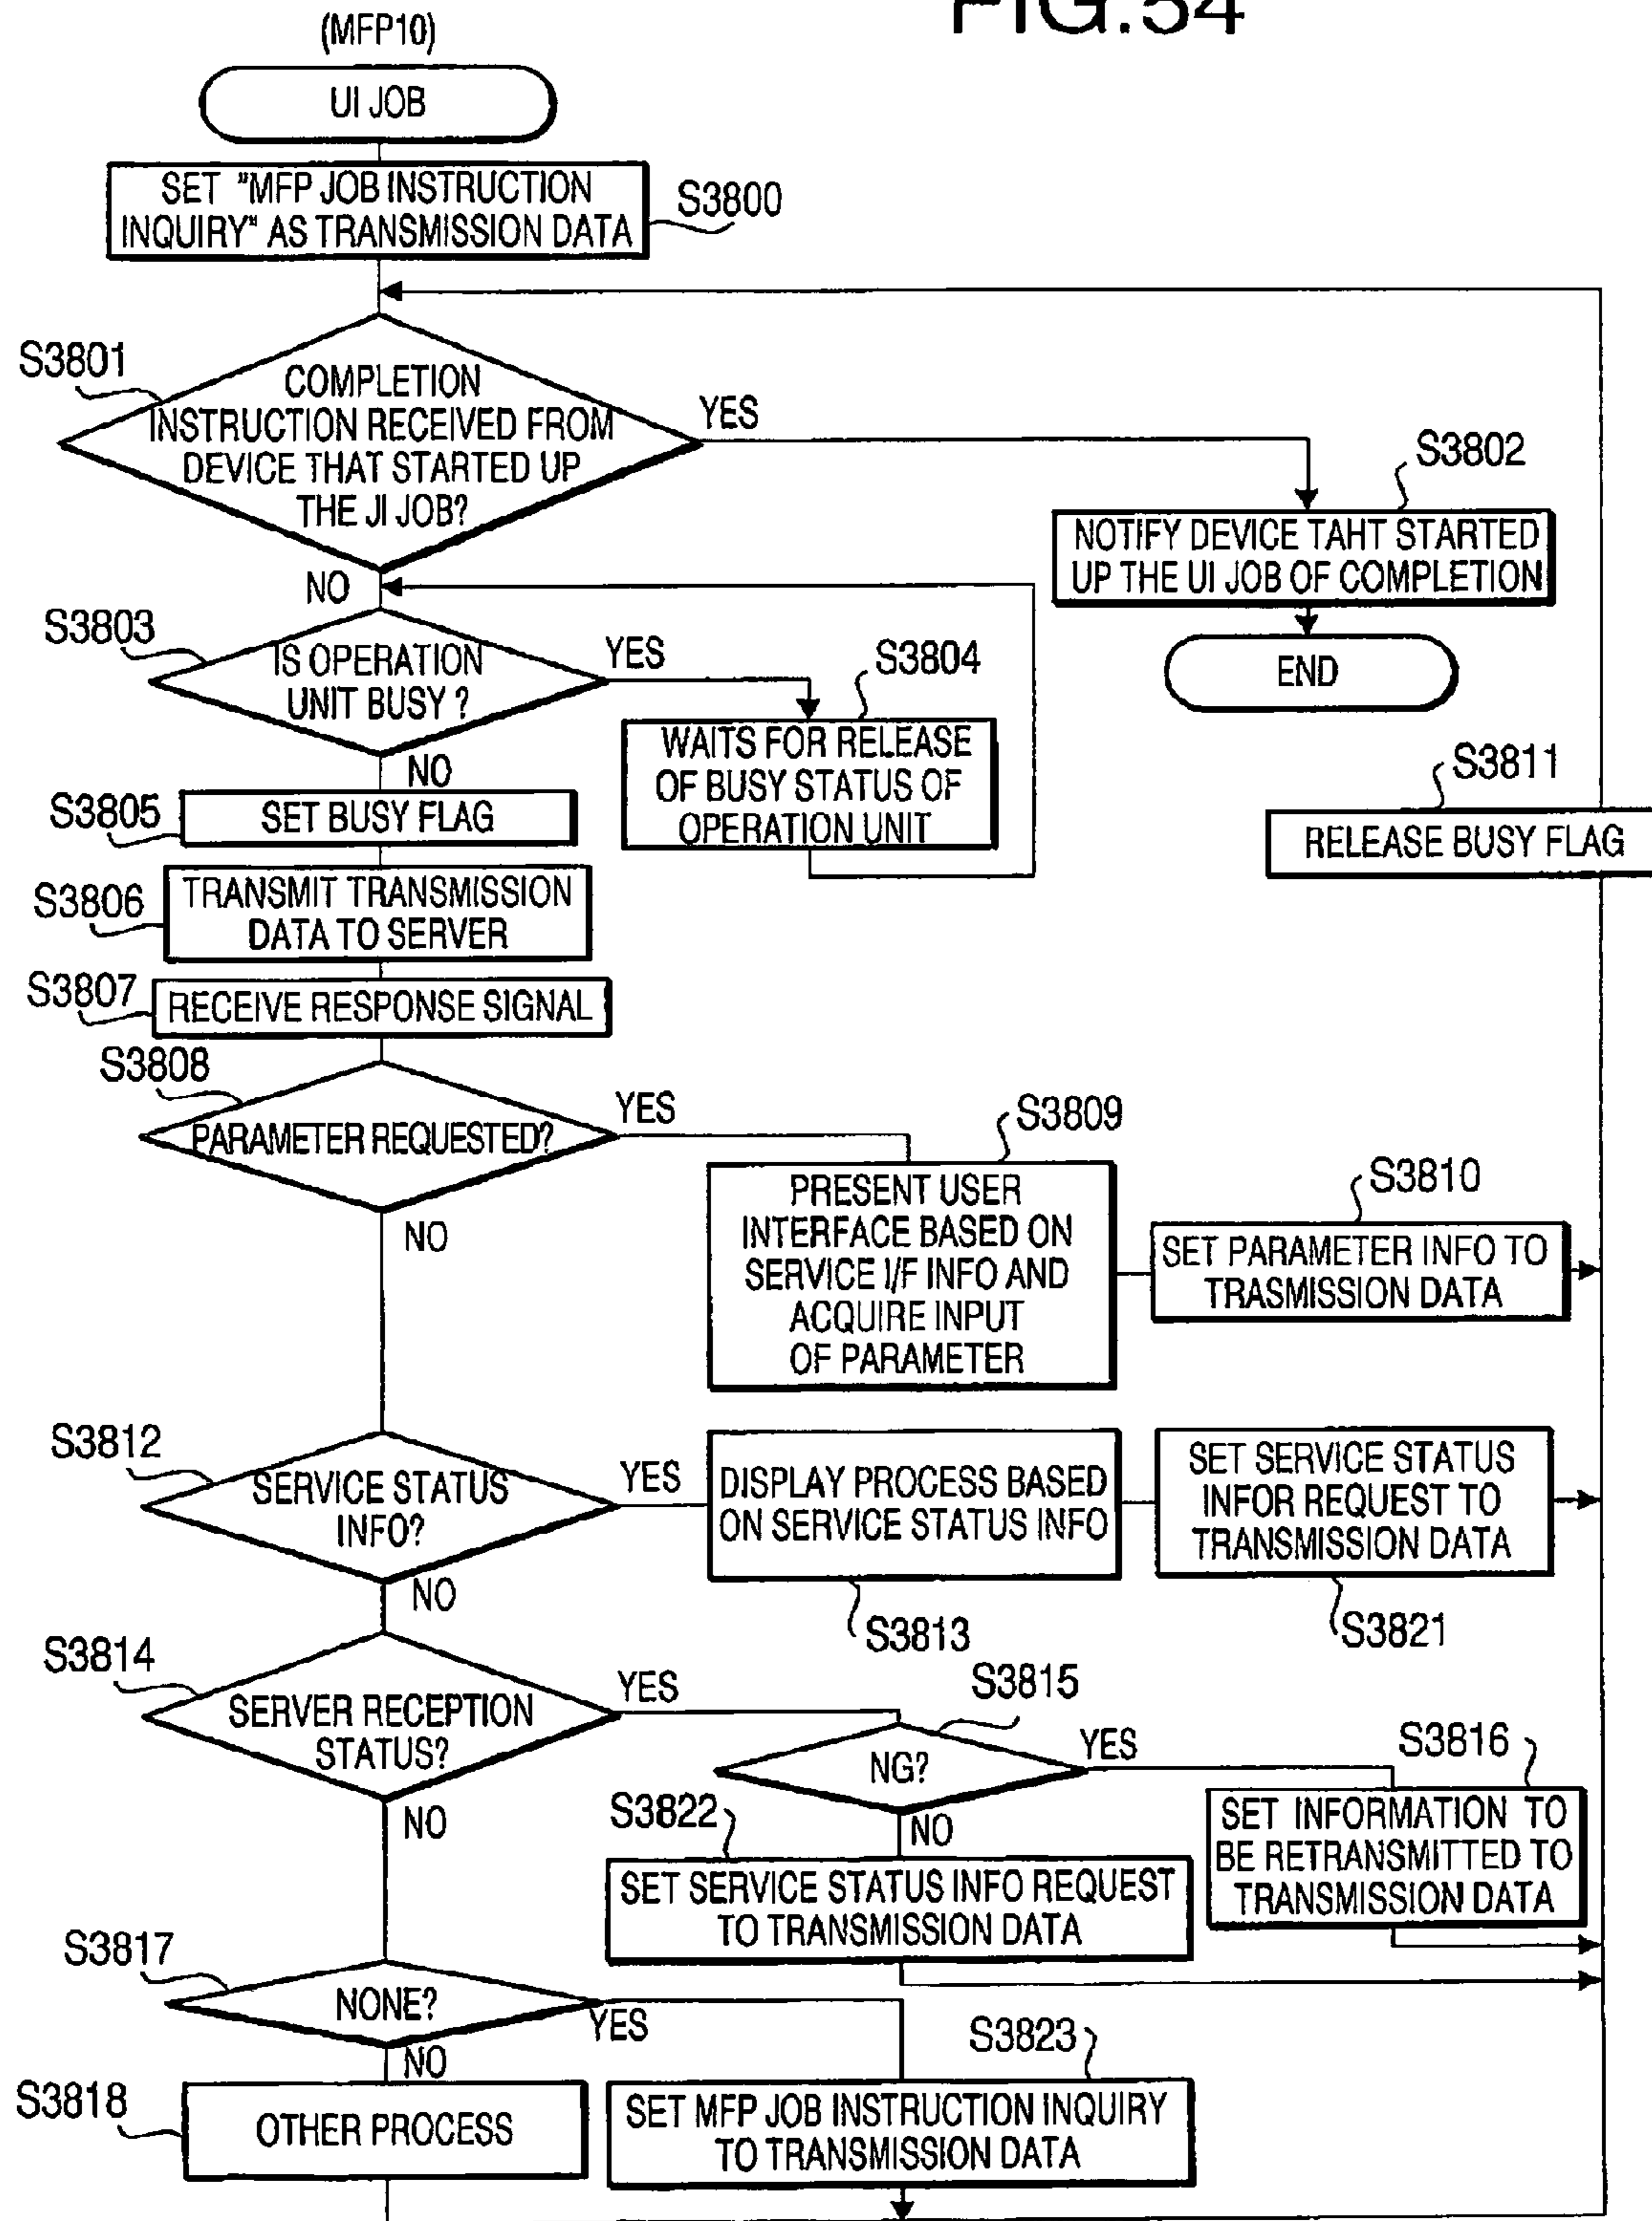 FIG.54
(MFP10)
UI JOB
SET "MFP JOB INSTRUCTION
INQUIRY" AS TRANSMISSION DATA
S3800
S3801
COMPLETION
INSTRUCTION RECEIVED FROM
DEVICE THAT STARTED UP
THE JI JOB?
YES
NO
S3802
NOTIFY DEVICE TAHT STARTED
UP THE UI JOB OF COMPLETION
END
S3803
IS OPERATION
UNIT BUSY ?
YES
NO
S3804
WAITS FOR RELEASE
OF BUSY STATUS OF
OPERATION UNIT
S3811
RELEASE BUSY FLAG
S3805
SET BUSY FLAG
S3806
TRANSMIT TRANSMISSION
DATA TO SERVER
S3807
RECEIVE RESPONSE SIGNAL
S3808
PARAMETER REQUESTED?
YES
NO
S3809
PRESENT USER
INTERFACE BASED ON
SERVICE I/F INFO AND
ACQUIRE INPUT
OF PARAMETER
S3810
SET PARAMETER INFO TO
TRASMISSION DATA
S3812
SERVICE STATUS
INFO?
YES
NO
DISPLAY PROCESS BASED
ON SERVICE STATUS INFO
S3813
SET SERVICE STATUS
INFOR REQUEST TO
TRANSMISSION DATA
S3821
S3814
SERVER RECEPTION
STATUS?
YES
NO
S3815
NG?
YES
NO
S3816
SET INFORMATION TO
BE RETRANSMITTED TO
TRANSMISSION DATA
S3822
SET SERVICE STATUS INFO REQUEST
TO TRANSMISSION DATA
S3817
NONE?
YES
NO
S3823
SET MFP JOB INSTRUCTION INQUIRY
TO TRANSMISSION DATA
S3818
OTHER PROCESS